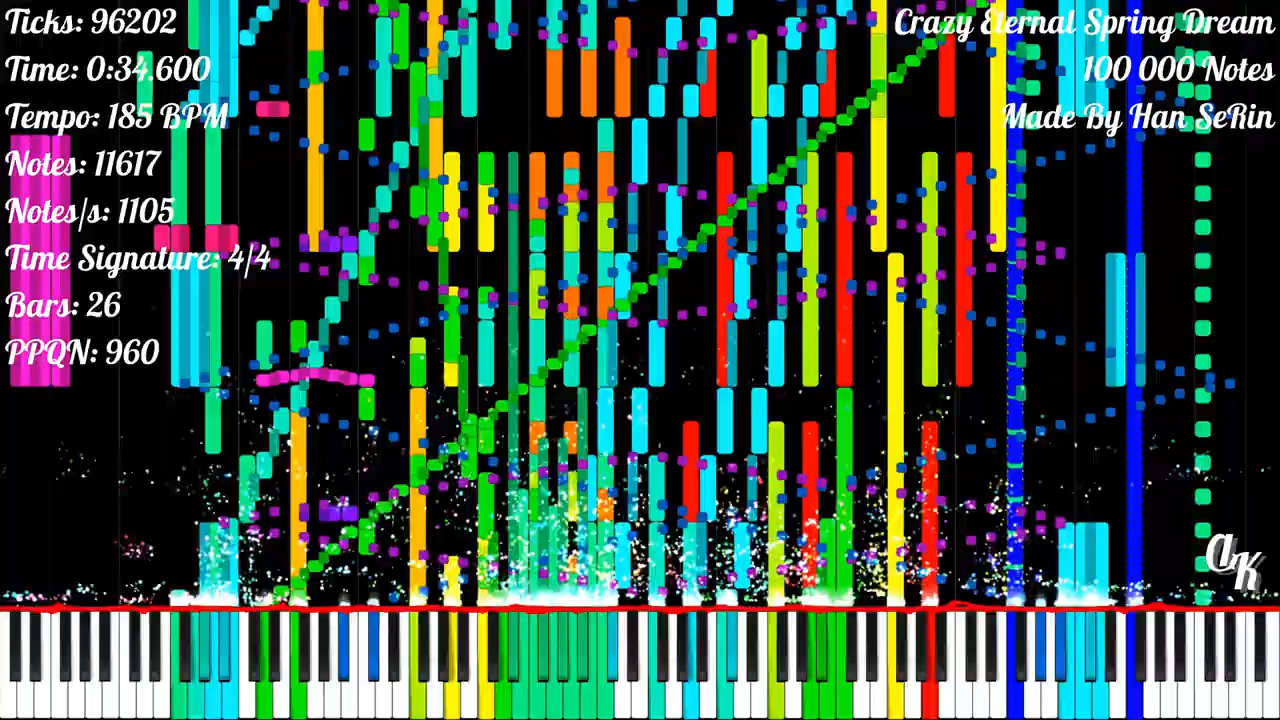 Ticks: 96202
Time: 0:34.600
Tempo: 185 BPM
Notes: 11617
Notes/s: 1105
Time Signature: 4/4
Bars: 26
PPQN: 960
Crazy Eternal Spring Dream
100 000 Notes
Made By Han SeRin
AK